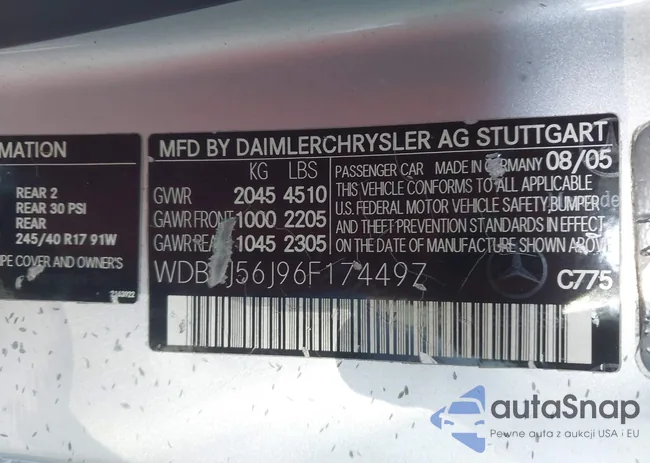 MATION
REAR 2
REAR 30 PSI
REAR
245/40 R17 91W
PE COVER AND OWNER'S
MFD BY DAIMLERCHRYSLER AG STUTTGART
KG LBS
GVWR 2045 4510
GAWR FRONT 1000 2205
GAWR REAR 1045 2305
PASSENGER CAR MADE IN GERMANY 08/05
THIS VEHICLE CONFORMS TO ALL APPLICABLE
U.S. FEDERAL MOTOR VEHICLE SAFETY, BUMPER
AND THEFT PREVENTION STANDARDS IN EFFECT
ON THE DATE OF MANUFACTURE SHOWN ABOVE.
C775
autaSnap
Pewne auta z aukcji USA i EU